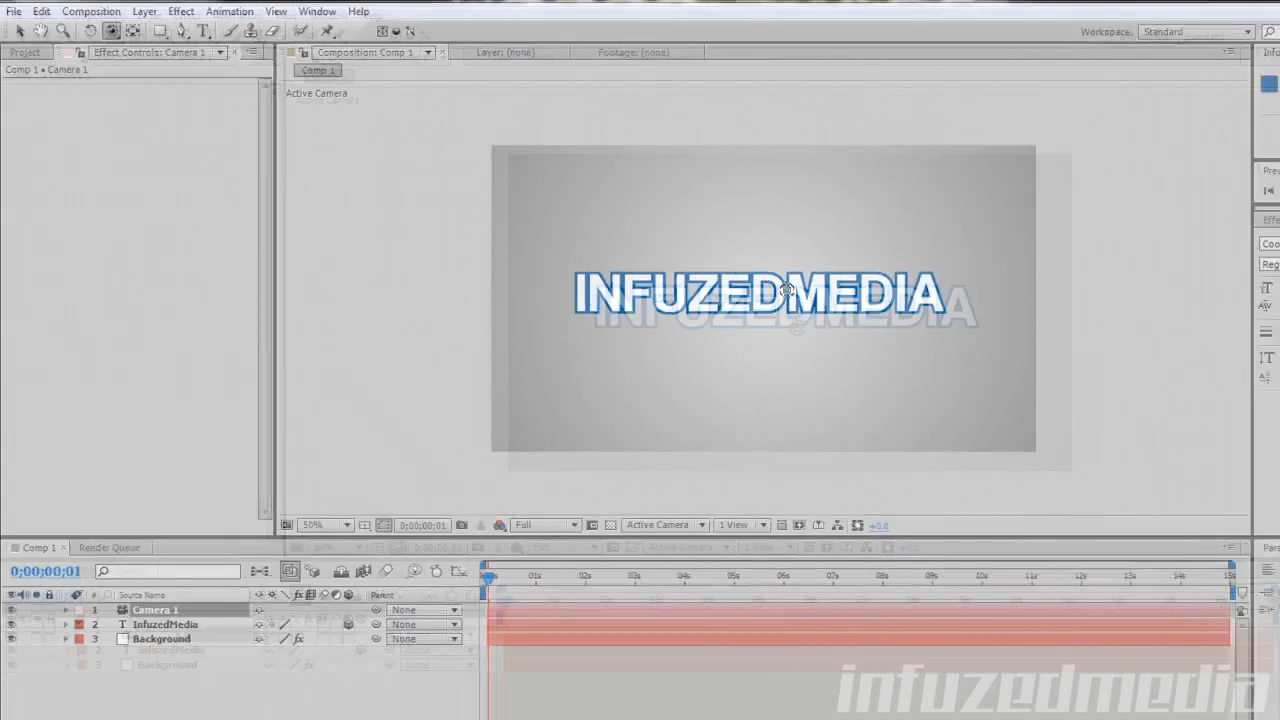 File Edit Composition Layer Effect Animation View Window Help
Workspace: Standard
Project Effect Controls: Camera 1 Composition: Comp 1 Layer: (none) Footage: (none)
Comp 1 • Camera 1
Comp 1
Active Camera
INFUZEDMEDIA
50% 0;00;00;01 Full Active Camera 1 View +0.0
Comp 1 Render Queue
0;00;00;01
# Source Name Parent
01s 02s 03s 04s 05s 06s 07s 08s 09s 10s 11s 12s 13s 14s 15s
1 Camera 1 None
2 T InfuzedMedia None
3 Background None
infuzedmedia